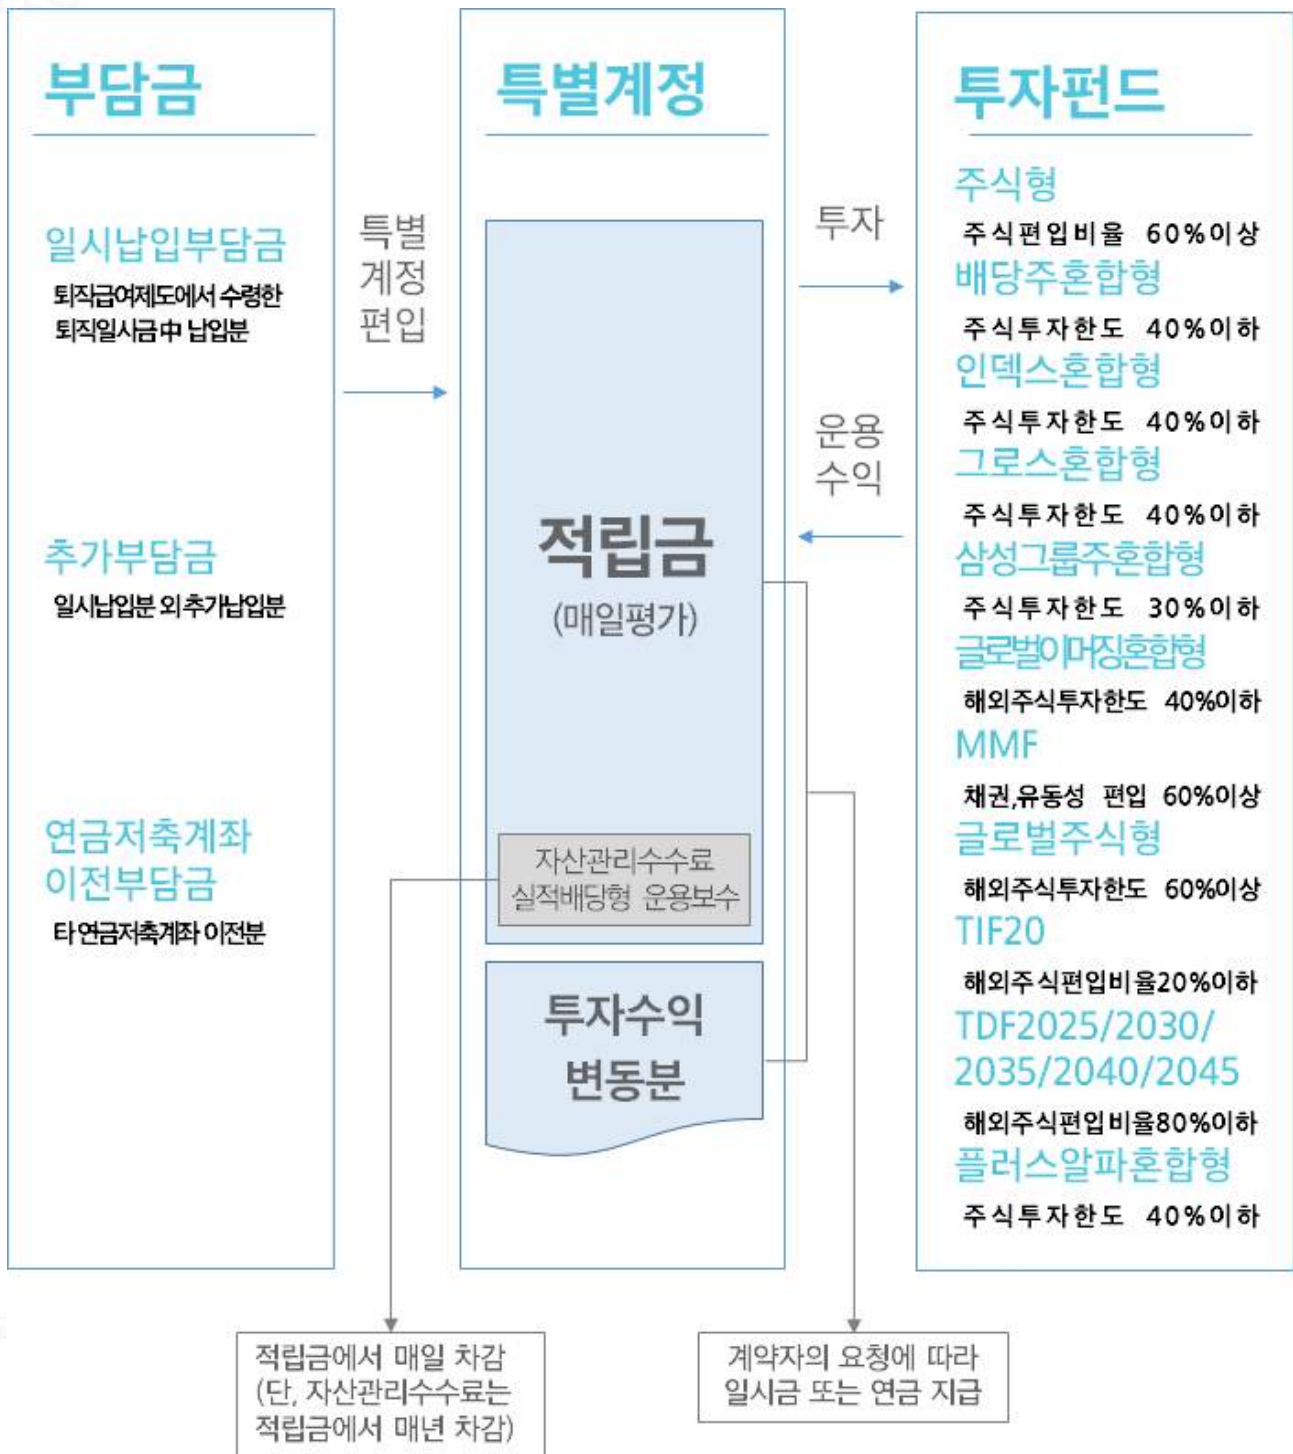 부담금
일시납입부담금
퇴직급여제도에서 수령한
퇴직일시금 中 납입분
추가부담금
일시납입분 외 추가납입분
연금저축계좌
이전부담금
타 연금저축계좌 이전분
특별
계정
편입
특별계정
적립금
(매일평가)
자산관리수수료
실적배당형 운용보수
투자수익
변동분
투자
운용
수익
투자펀드
주식형
주식편입비율 60%이상
배당주혼합형
주식투자한도 40%이하
인덱스혼합형
주식투자한도 40%이하
그로스혼합형
주식투자한도 40%이하
삼성그룹주혼합형
주식투자한도 30%이하
글로벌이머징혼합형
해외주식투자한도 40%이하
MMF
채권,유동성 편입 60%이상
글로벌주식형
해외주식투자한도 60%이상
TIF20
해외주식편입비율20%이하
TDF2025/2030/
2035/2040/2045
해외주식편입비율80%이하
플러스알파혼합형
주식투자한도 40%이하
적립금에서 매일 차감
(단, 자산관리수수료는
적립금에서 매년 차감)
계약자의 요청에 따라
일시금 또는 연금 지급